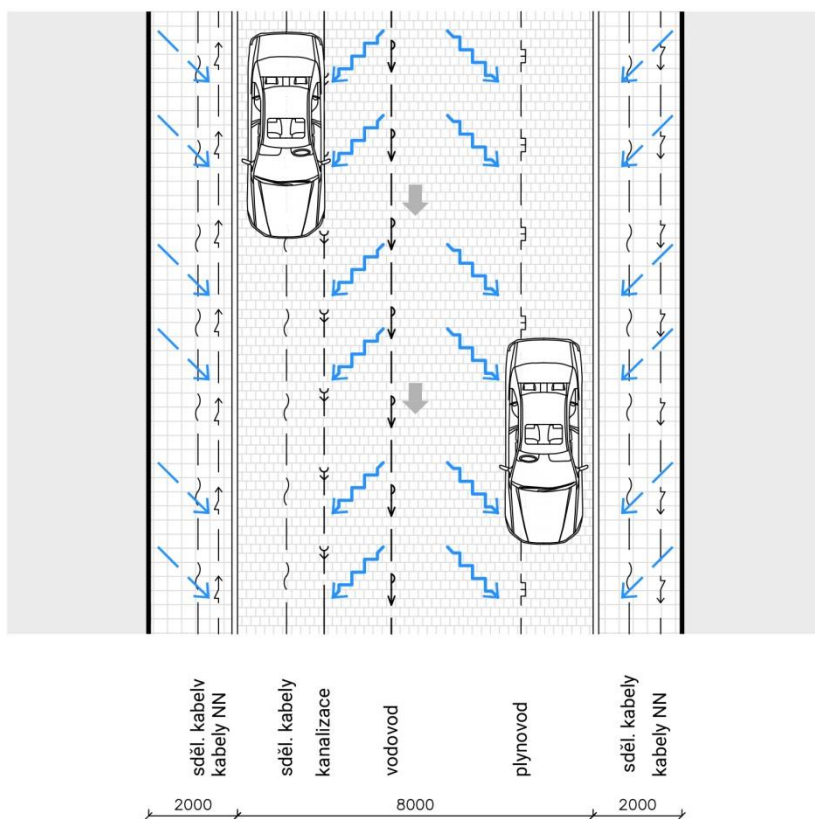 sděl. kabelv
kabely NN
sděl. kabely
kanalizace
vodovod
plynovod
sděl. kabely
kabely NN
2000
8000
2000